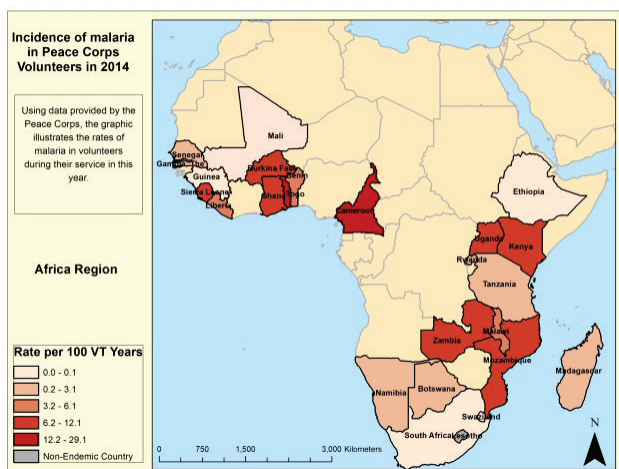 Incidence of malaria
in Peace Corps
Volunteers in 2014
Using data provided by the
Peace Corps, the graphic
illustrates the rates of
malaria in volunteers
during their service in this
year.
Africa Region
Rate per 100 VT Years
0.0 - 0.1
0.2 - 3.1
3.2 - 6.1
6.2 - 12.1
12.2 - 29.1
Non-Endemic Country
Mali
Senegal
Gambia, The
Guinea
Burkina Faso
Benin
Sierra Leone
Ghana
Togo
Liberia
Cameroon
Ethiopia
Uganda
Kenya
Rwanda
Tanzania
Malawi
Zambia
Mozambique
Madagascar
Namibia
Botswana
Swaziland
South Africa
Lesotho
N
0 750 1,500 3,000 Kilometers